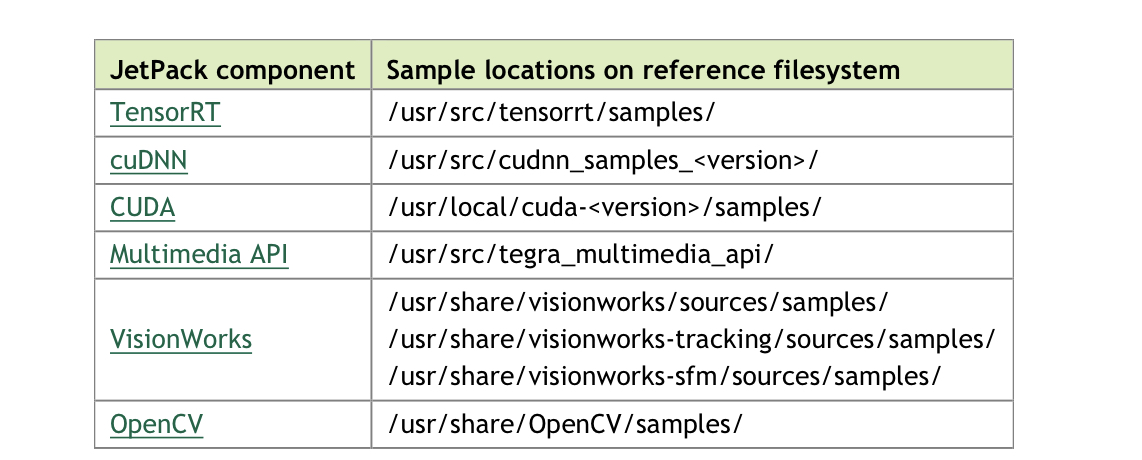 JetPack component Sample locations on reference filesystem
TensorRT /usr/src/tensorrt/samples/
cuDNN /usr/src/cudnn_samples_<version>/
CUDA /usr/local/cuda-<version>/samples/
Multimedia API /usr/src/tegra_multimedia_api/
/usr/share/visionworks/sources/samples/
VisionWorks /usr/share/visionworks-tracking/sources/samples/
/usr/share/visionworks-sfm/sources/samples/
OpenCV /usr/share/OpenCV/samples/